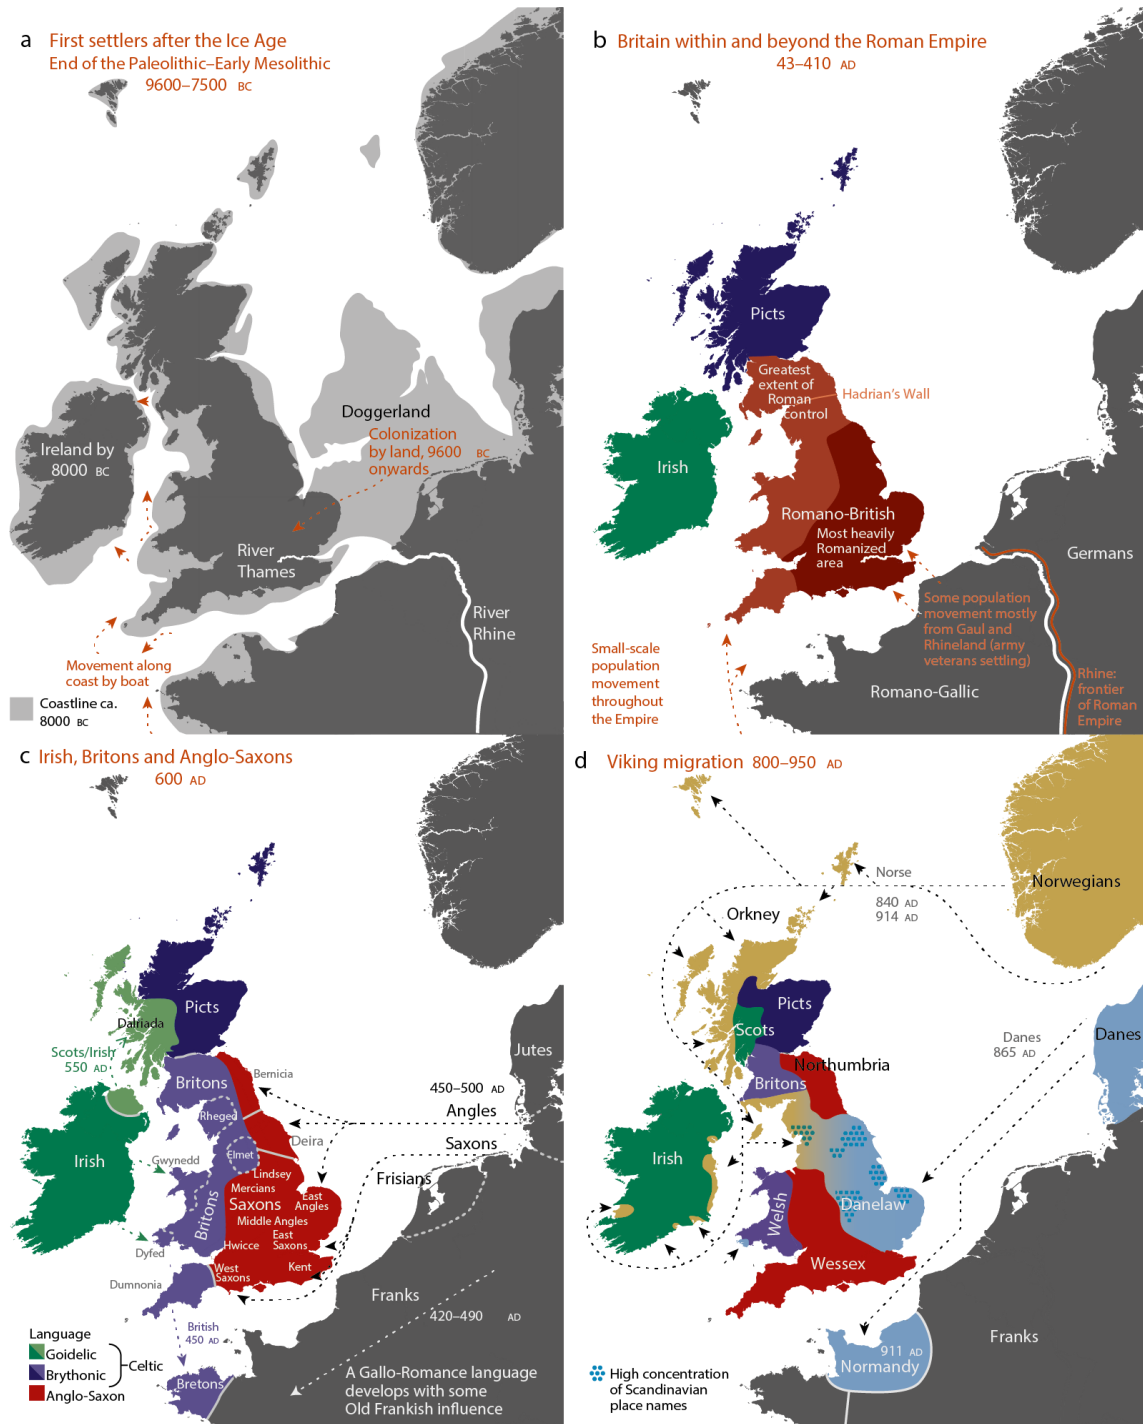 a First settlers after the Ice Age
End of the Paleolithic–Early Mesolithic
9600–7500 BC
Doggerland
Colonization
by land, 9600 BC
onwards
Ireland by
8000 BC
River
Thames
River
Rhine
Movement along
coast by boat
Coastline ca.
8000 BC
b Britain within and beyond the Roman Empire
43–410 AD
Picts
Greatest
extent of
Roman
control
Hadrian's Wall
Irish
Romano-British
Most heavily
Romanized
area
Germans
Some population
movement mostly
from Gaul and
Rhineland (army
veterans settling)
Small-scale
population
movement
throughout
the Empire
Romano-Gallic
Rhine:
frontier
of Roman
Empire
c Irish, Britons and Anglo-Saxons
600 AD
Picts
Dalriada
Scots/Irish
550 AD
Jutes
Britons
Bernicia
450–500 AD
Angles
Rheged
Deira
Saxons
Elmet
Irish
Gwynedd
Frisians
Lindsey
Mercians
Saxons
East
Angles
Britons
Middle Angles
East
Saxons
Hwicce
Dyfed
West
Saxons
Kent
Dumnonia
Franks
420–490 AD
British
450 AD
Language
Goidelic
Brythonic
Celtic
Anglo-Saxon
Bretons
A Gallo-Romance language
develops with some
Old Frankish influence
d Viking migration 800–950 AD
Norse
Norwegians
840 AD
914 AD
Orkney
Picts
Scots
Danes
865 AD
Danes
Northumbria
Britons
Irish
Welsh
Danelaw
Wessex
Franks
911 AD
Normandy
High concentration
of Scandinavian
place names